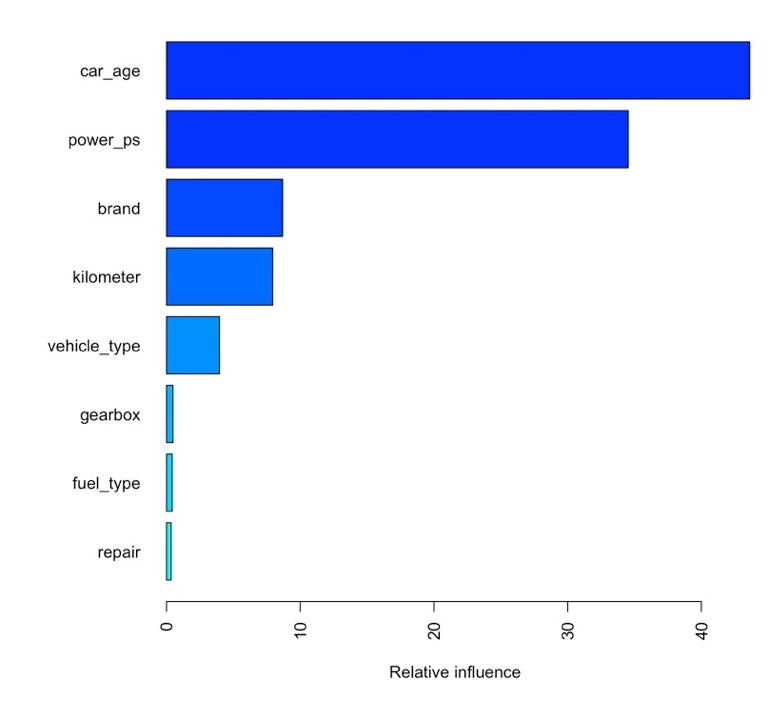 car_age
power_ps
brand
kilometer
vehicle_type
gearbox
fuel_type
repair
0 10 20 30 40
Relative influence